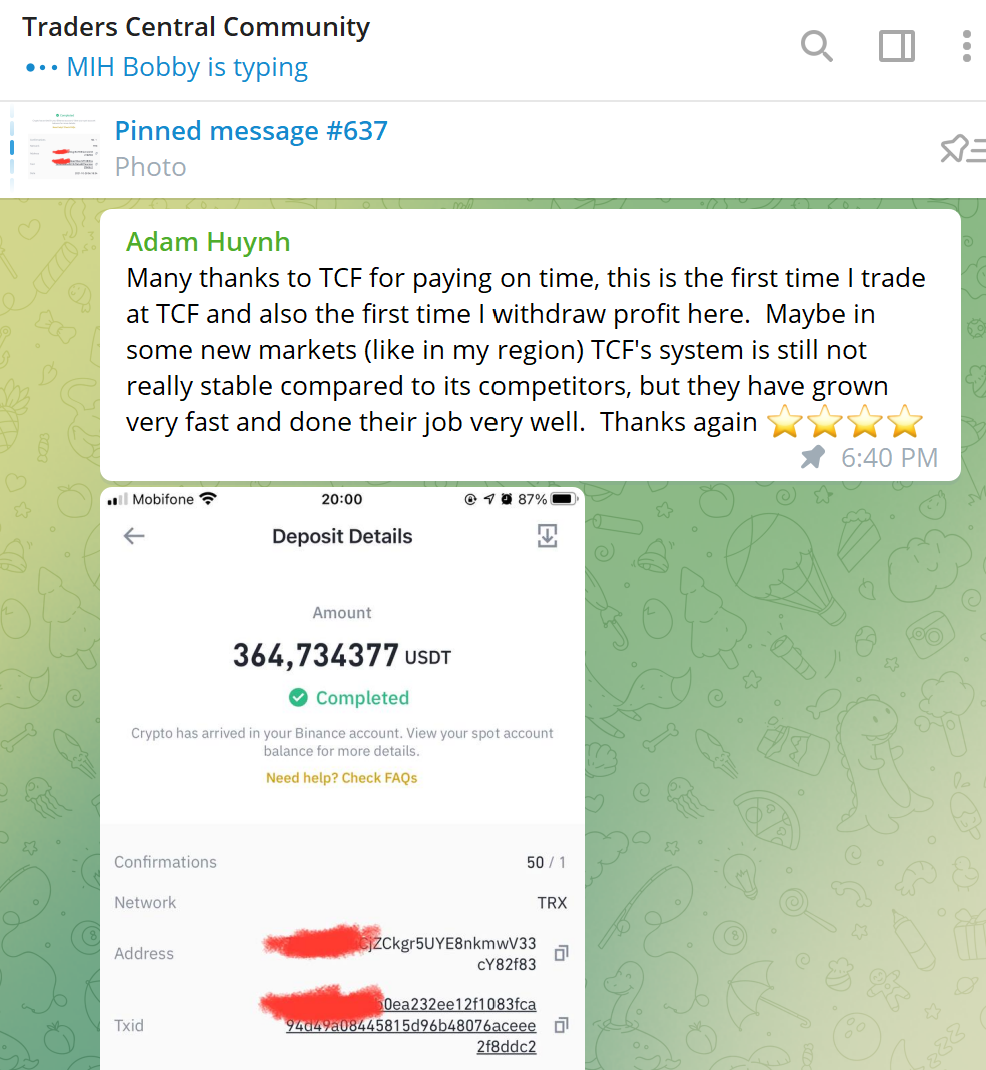 Traders Central Community
MIH Bobby is typing
Pinned message #637
Photo
Adam Huynh
Many thanks to TCF for paying on time, this is the first time I trade
at TCF and also the first time I withdraw profit here.  Maybe in
some new markets (like in my region) TCF's system is still not
really stable compared to its competitors, but they have grown
very fast and done their job very well.  Thanks again ⭐⭐⭐⭐
6:40 PM
Mobifone 20:00 87%
Deposit Details
Amount
364,734377 USDT
Completed
Crypto has arrived in your Binance account. View your spot account
balance for more details.
Need help? Check FAQs
Confirmations 50 / 1
Network TRX
jZCkgr5UYE8nkmwV33
Address
cY82f83
0ea232ee12f1083fca
Txid 94d49a08445815d96b48076aceee
2f8ddc2